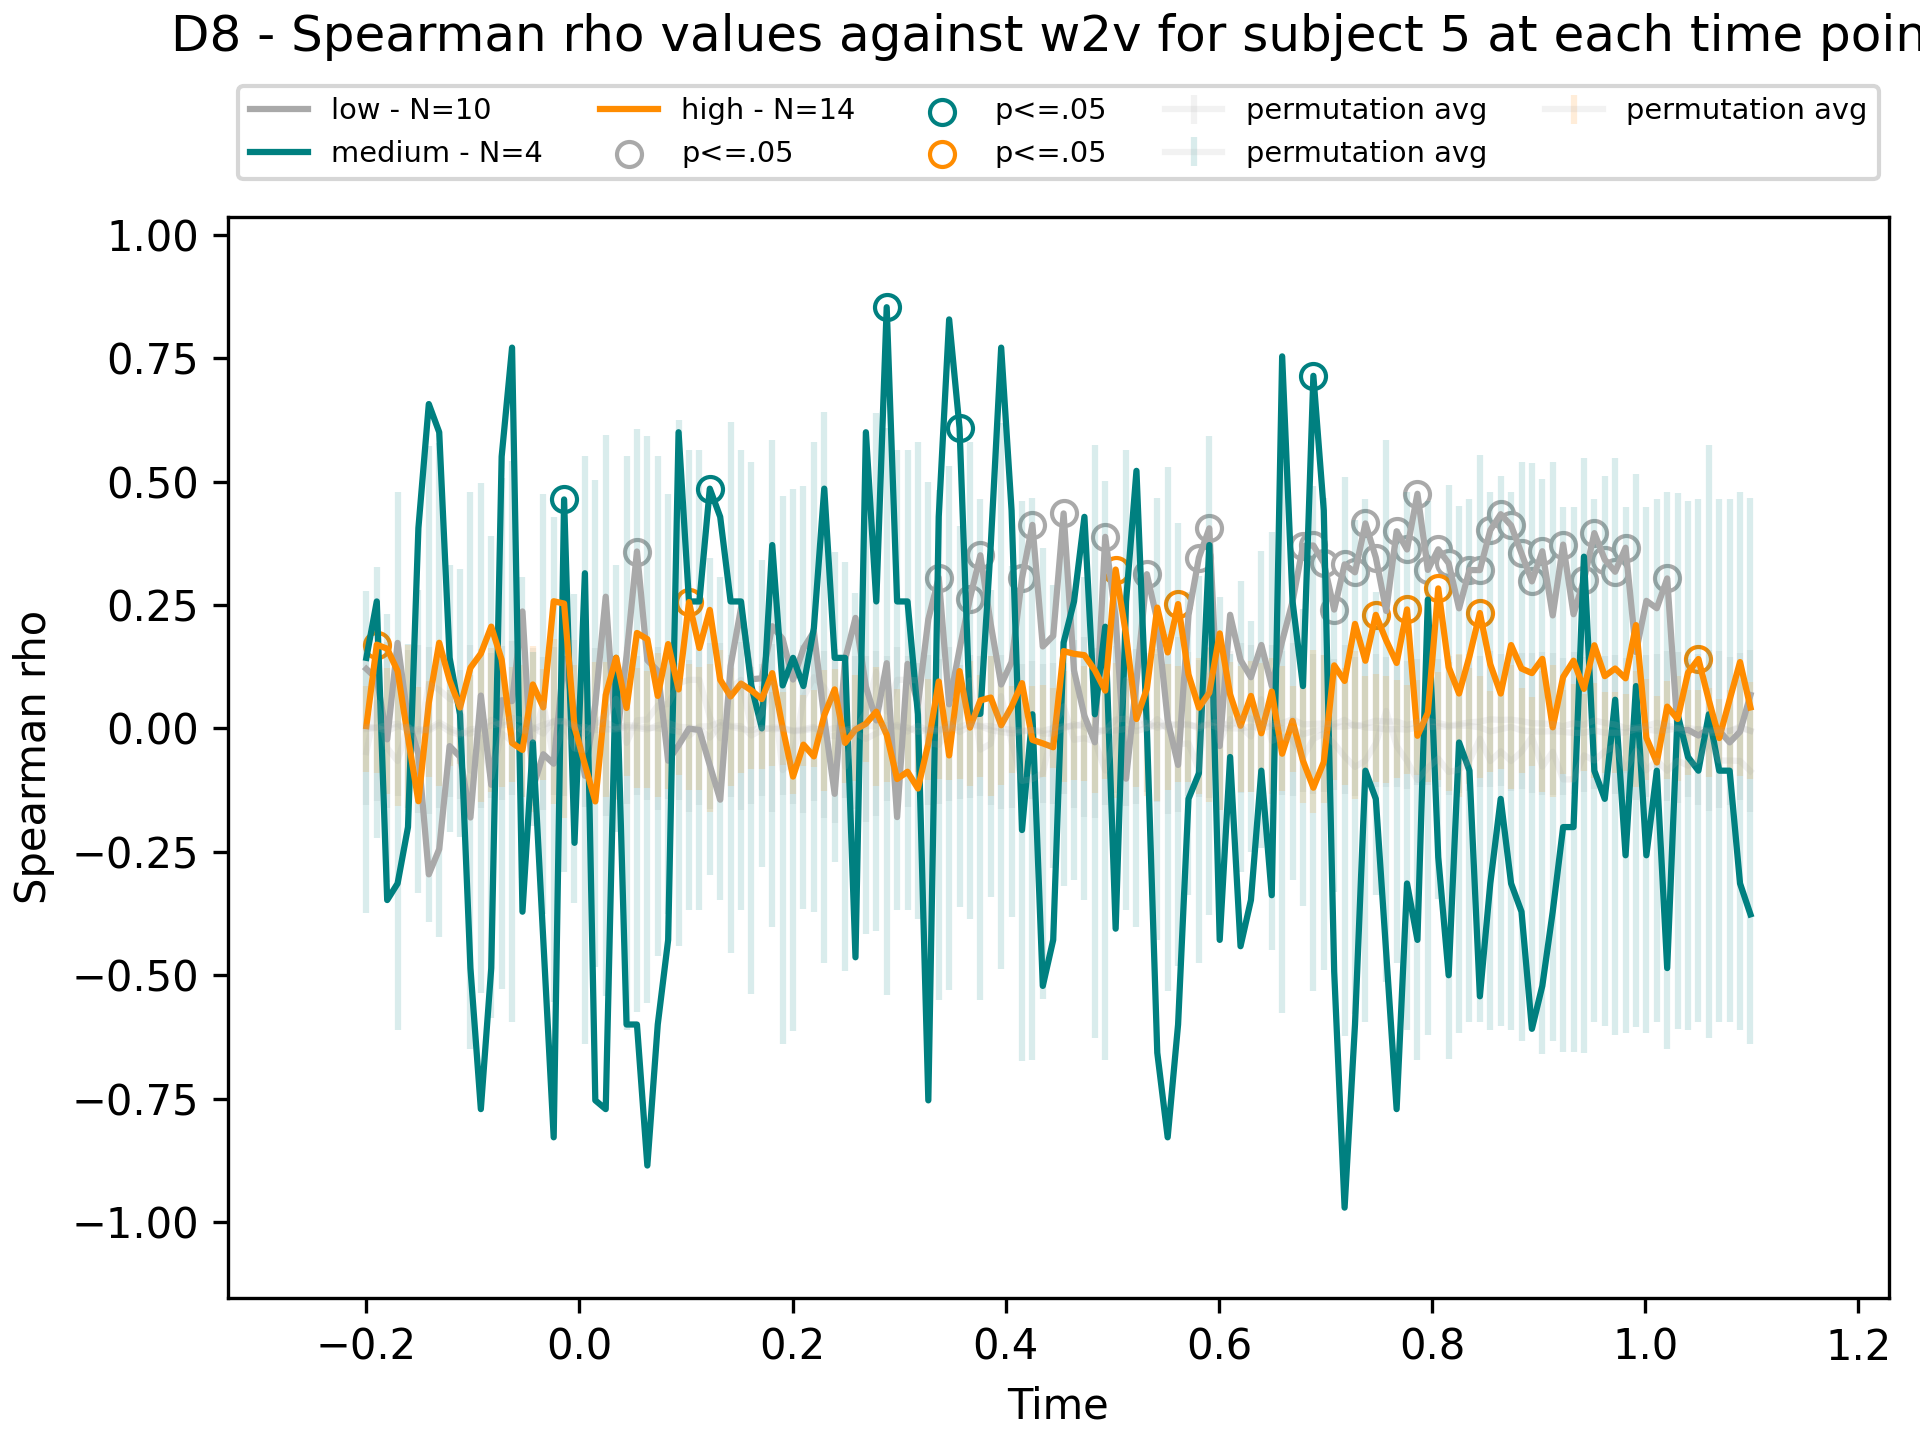 D8 - Spearman rho values against w2v for subject 5 at each time poin
low - N=10
medium - N=4
high - N=14
p<=.05
p<=.05
p<=.05
permutation avg
permutation avg
permutation avg
Spearman rho
1.00
0.75
0.50
0.25
0.00
−0.25
−0.50
−0.75
−1.00
−0.2
0.0
0.2
0.4
0.6
0.8
1.0
1.2
Time